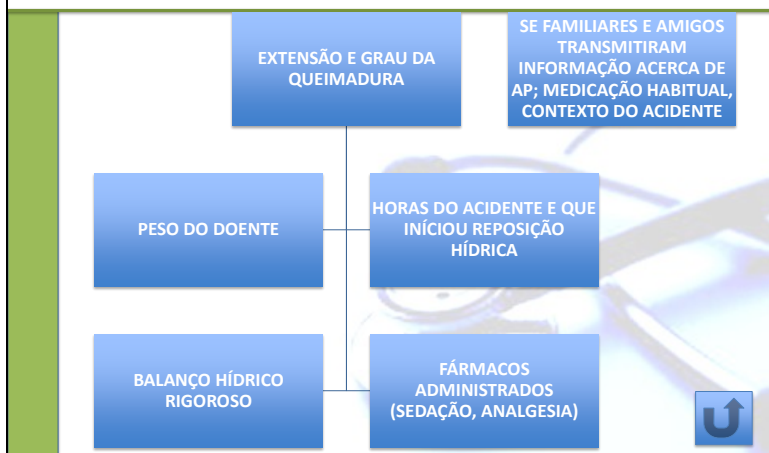 EXTENSÃO E GRAU DA
QUEIMADURA
SE FAMILIARES E AMIGOS
TRANSMITIRAM
INFORMAÇÃO ACERCA DE
AP; MEDICAÇÃO HABITUAL,
CONTEXTO DO ACIDENTE
PESO DO DOENTE
HORAS DO ACIDENTE E QUE
INÍCIOU REPOSIÇÃO
HÍDRICA
BALANÇO HÍDRICO
RIGOROSO
FÁRMACOS
ADMINISTRADOS
(SEDAÇÃO, ANALGESIA)